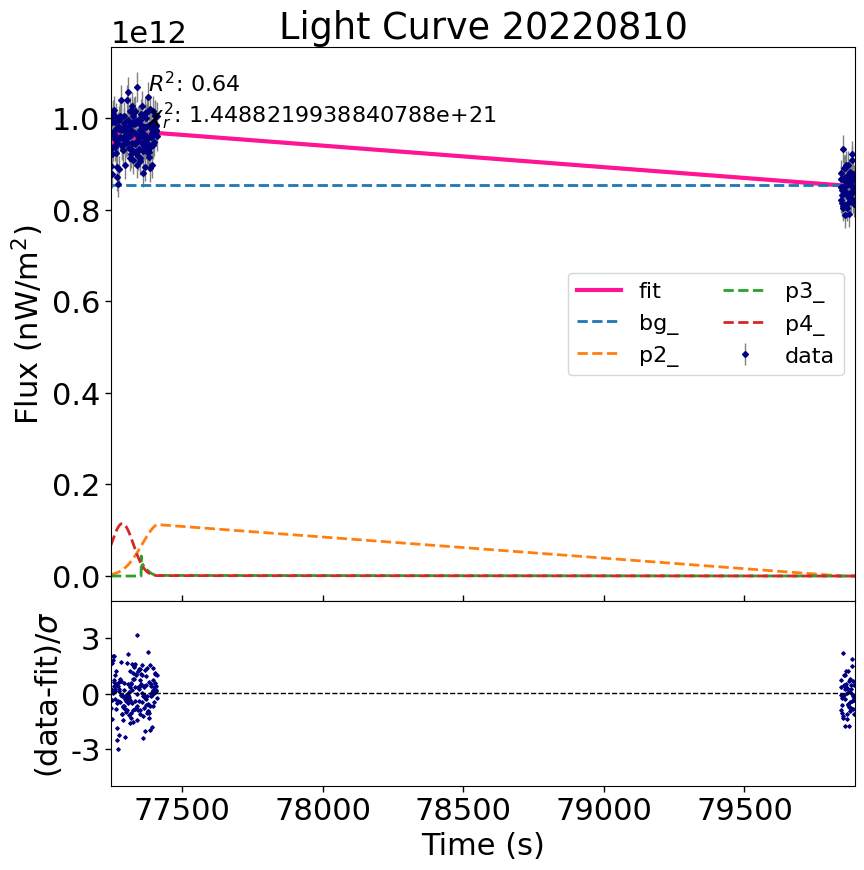 Light Curve 20220810
1e12
R²: 0.64
χ²ᵣ: 1.4488219938840788e+21
1.0
0.8
0.6
0.4
0.2
0.0
Flux (nW/m²)
fit
bg_
p2_
p3_
p4_
data
3
0
-3
(data-fit)/σ
77500 78000 78500 79000 79500
Time (s)